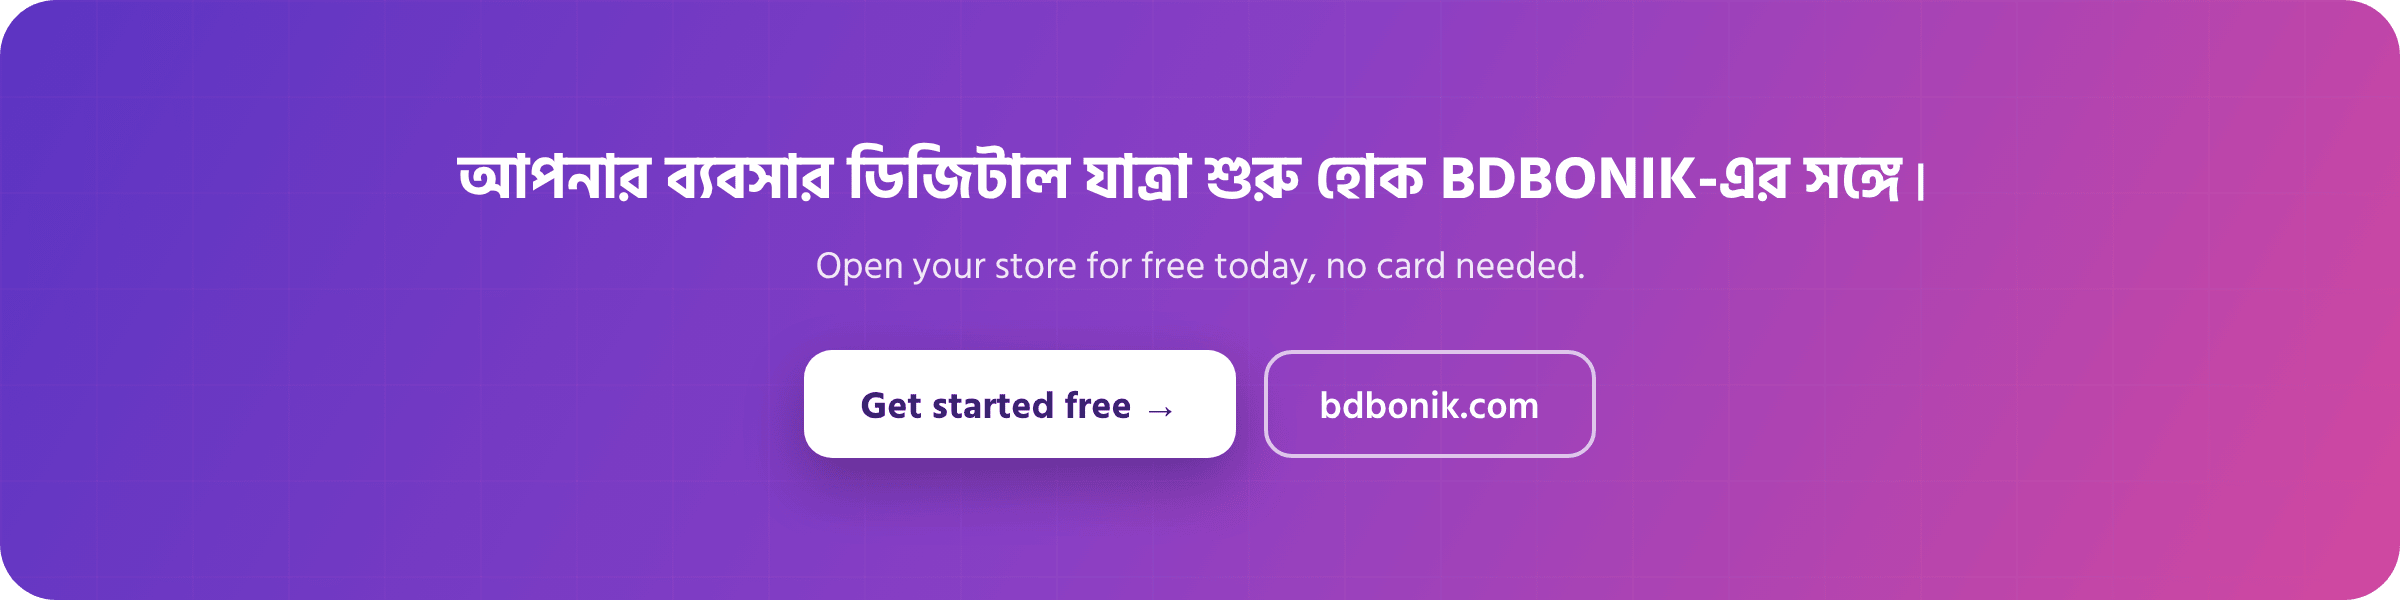 আপনার ব্যবসার ডিজিটাল যাত্রা শুরু হোক BDBONIK-এর সঙ্গে।
Open your store for free today, no card needed.
Get started free →
bdbonik.com